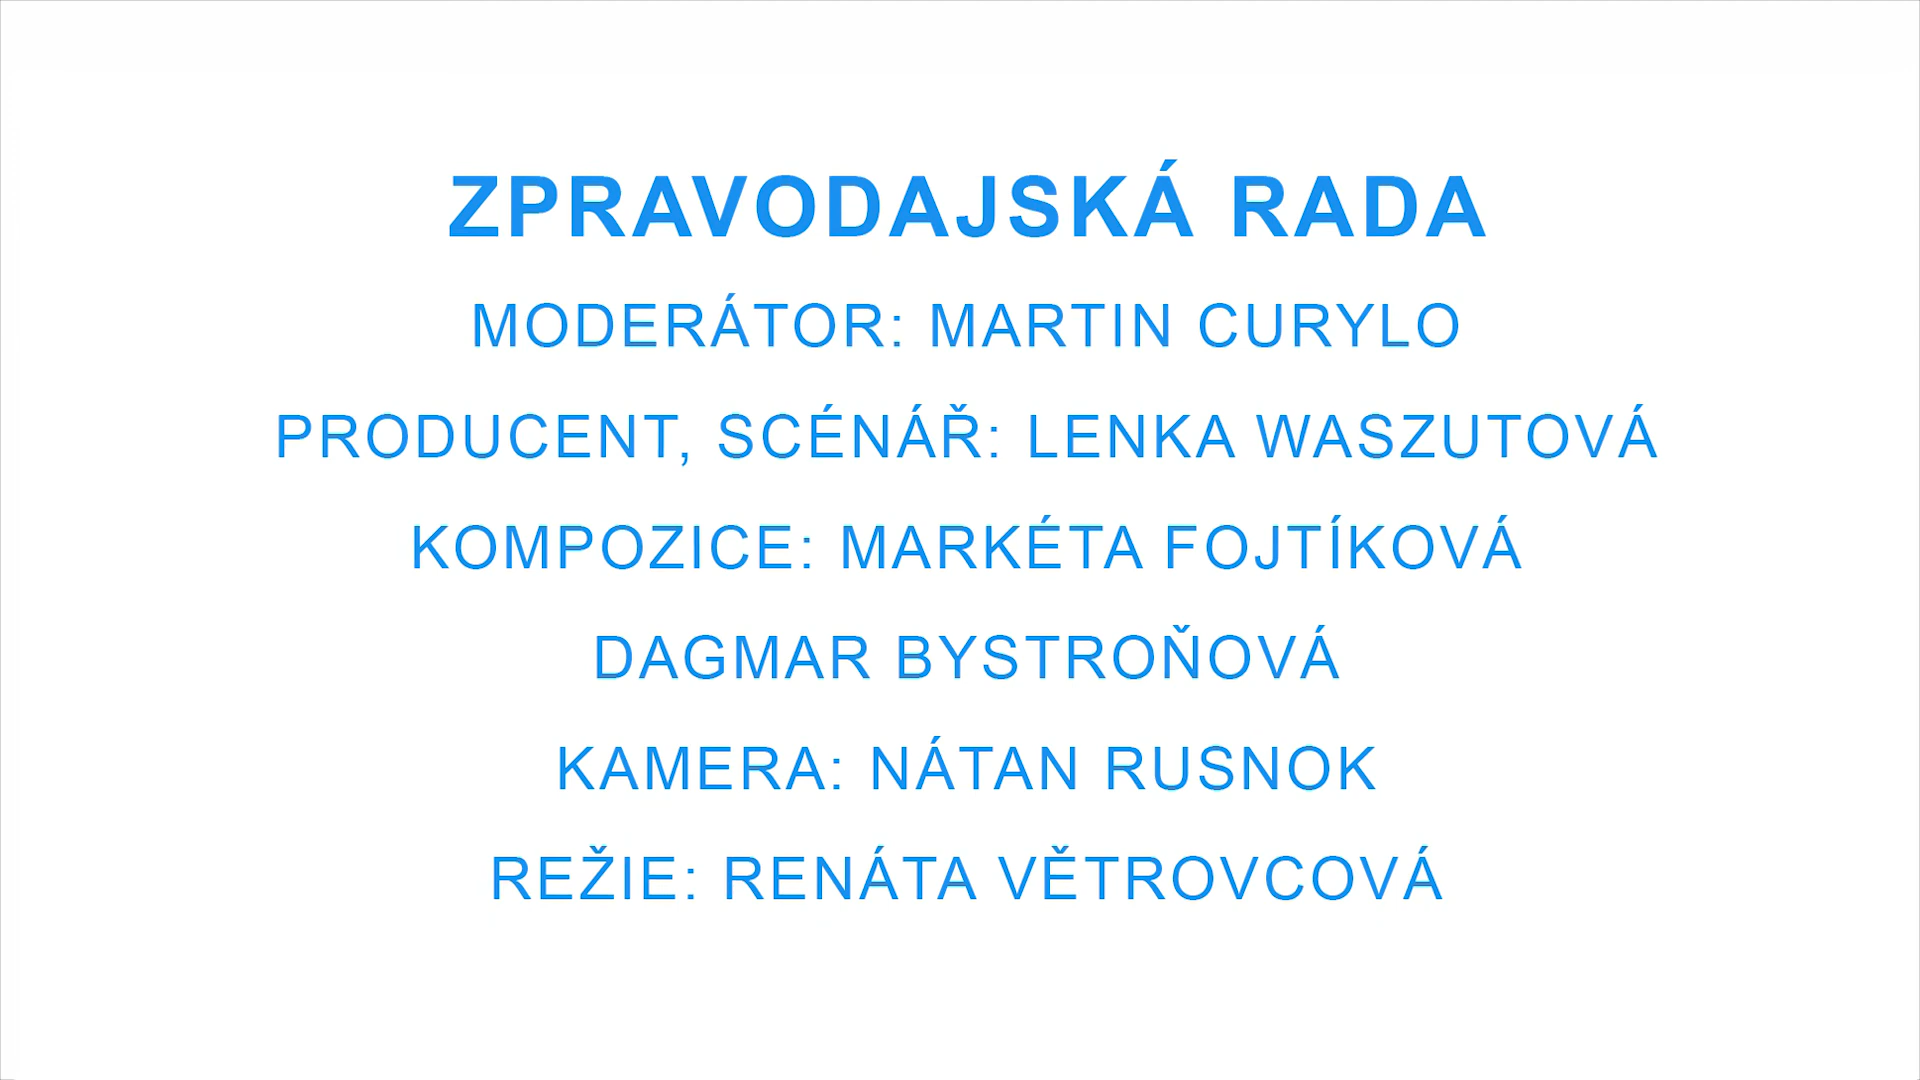 ZPRAVODAJSKÁ RADA
MODERÁTOR: MARTIN CURYLO
PRODUCENT, SCÉNÁŘ: LENKA WASZUTOVÁ
KOMPOZICE: MARKÉTA FOJTÍKOVÁ
DAGMAR BYSTROŇOVÁ
KAMERA: NÁTAN RUSNOK
REŽIE: RENÁTA VĚTROVCOVÁ